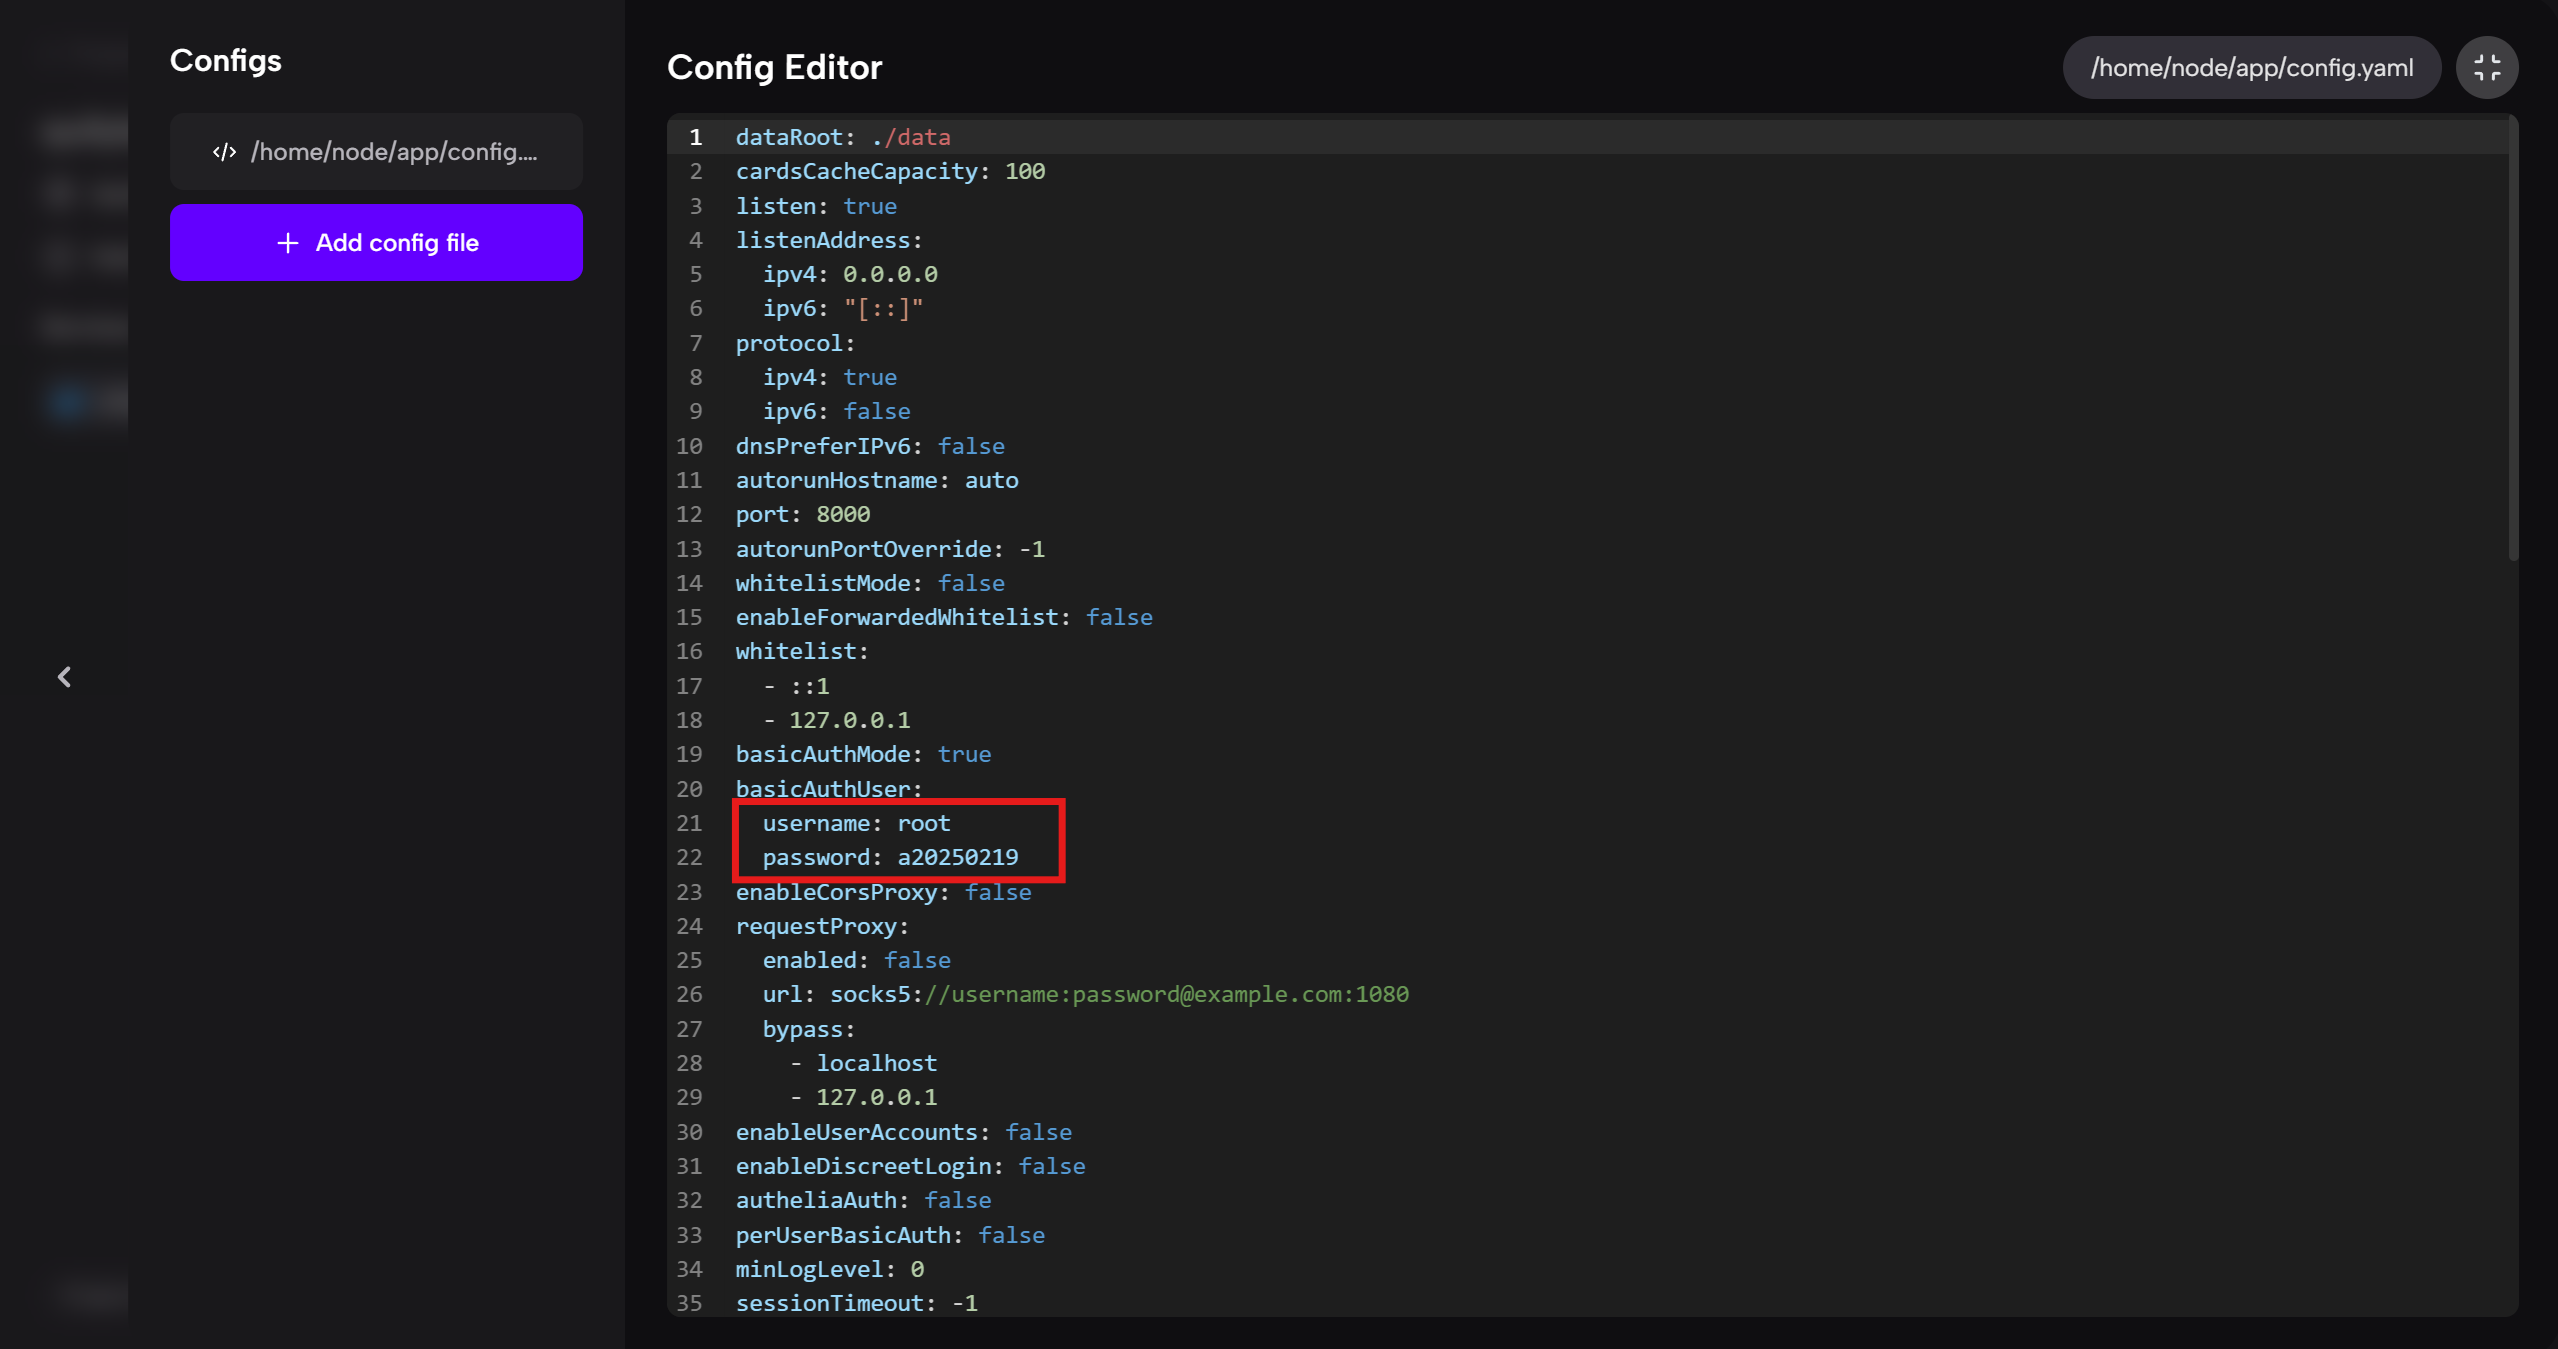 Configs
</> /home/node/app/config....
+ Add config file
Config Editor
/home/node/app/config.yaml
1 dataRoot: ./data
2 cardsCacheCapacity: 100
3 listen: true
4 listenAddress:
5   ipv4: 0.0.0.0
6   ipv6: "[::]"
7 protocol:
8   ipv4: true
9   ipv6: false
10 dnsPreferIPv6: false
11 autorunHostname: auto
12 port: 8000
13 autorunPortOverride: -1
14 whitelistMode: false
15 enableForwardedWhitelist: false
16 whitelist:
17   - ::1
18   - 127.0.0.1
19 basicAuthMode: true
20 basicAuthUser:
21   username: root
22   password: a20250219
23 enableCorsProxy: false
24 requestProxy:
25   enabled: false
26   url: socks5://username:password@example.com:1080
27   bypass:
28     - localhost
29     - 127.0.0.1
30 enableUserAccounts: false
31 enableDiscreetLogin: false
32 autheliaAuth: false
33 perUserBasicAuth: false
34 minLogLevel: 0
35 sessionTimeout: -1